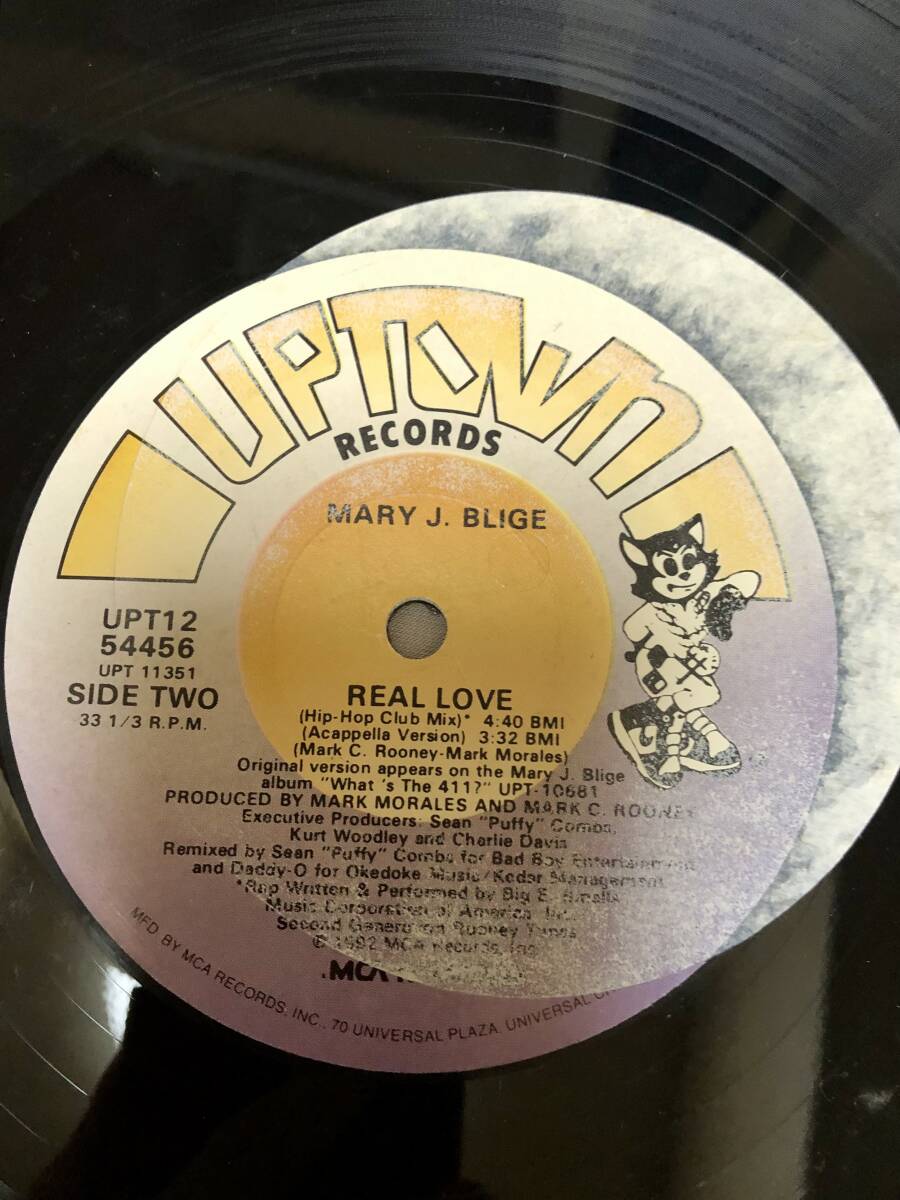 UPTOWN
RECORDS
MARY J. BLIGE
UPT12
54456
UPT 11351
SIDE TWO
33 1/3 R.P.M.
REAL LOVE
(Hip-Hop Club Mix)* 4:40 BMI
(Acappella Version) 3:32 BMI
(Mark C. Rooney-Mark Morales)
Original version appears on the Mary J. Blige
album "What 's The 411?" UPT-10681
PRODUCED BY MARK MORALES AND MARK C. ROONEY
Executive Producers: Sean "Puffy" Combs,
Kurt Woodley and Charlie Davis
Remixed by Sean "Puffy" Combs for Bad Boy Entertainment
and Daddy-O for Okedoke Music/Kedar Management
*Rap Written & Performed by Big E. Smalls
Music Corporation of America, Inc.
Second Generation Rooney Tunes
© 1992 MCA Records, Inc.
MCA
MFD BY MCA RECORDS, INC., 70 UNIVERSAL PLAZA, UNIVERSAL